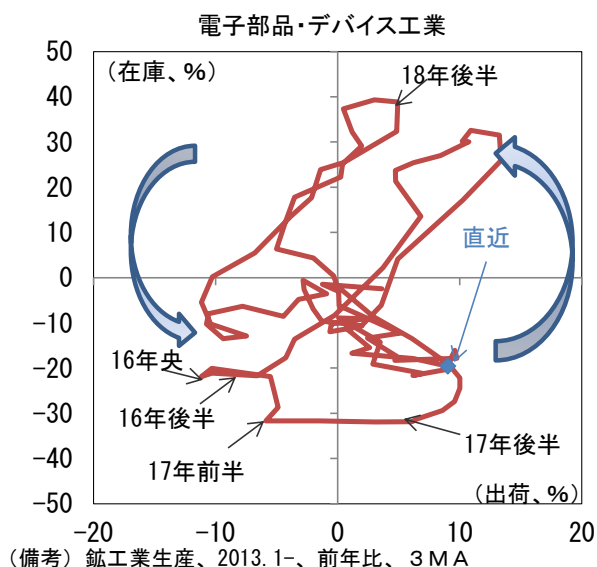 電子部品・デバイス工業
（在庫、%）
18年後半
直近
16年央
16年後半
17年前半
17年後半
（出荷、%）
50
40
30
20
10
0
-10
-20
-30
-40
-50
-20 -10 0 10 20
（備考）鉱工業生産、2013.1-、前年比、３ＭＡ